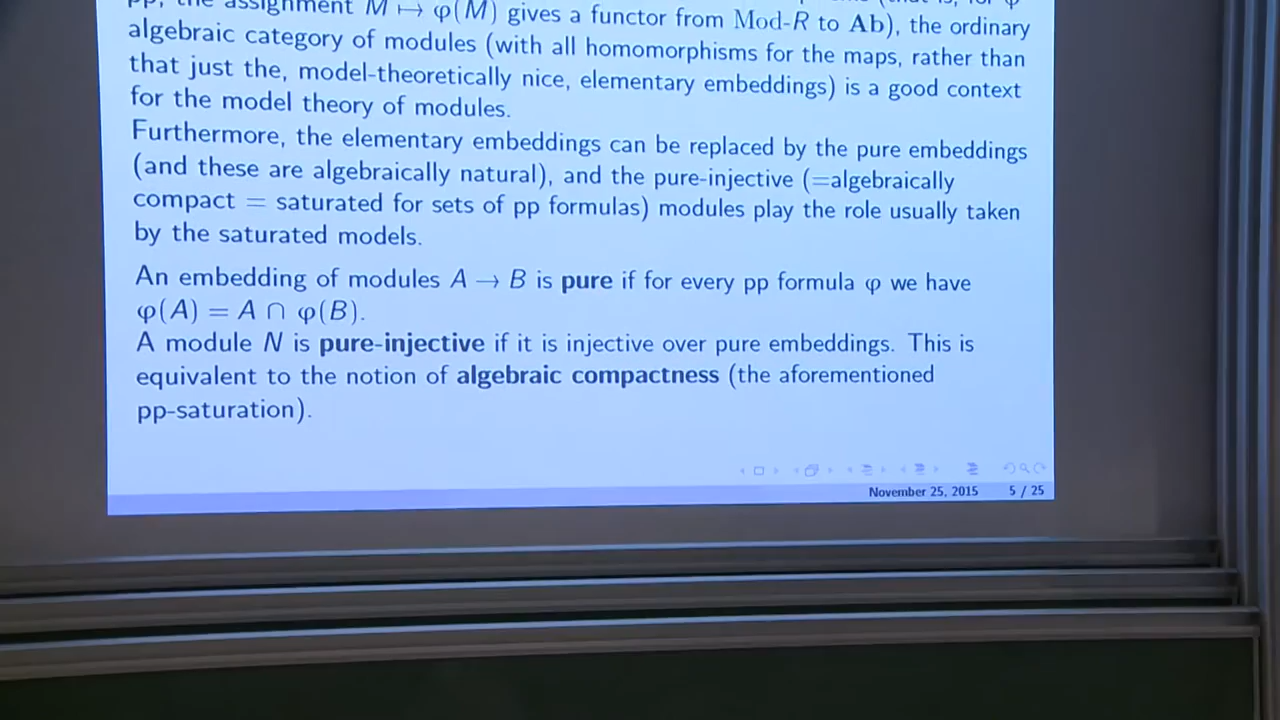 pp, the assignment M ↦ φ(M) gives a functor from Mod-R to Ab), the ordinary
algebraic category of modules (with all homomorphisms for the maps, rather than
that just the, model-theoretically nice, elementary embeddings) is a good context
for the model theory of modules.
Furthermore, the elementary embeddings can be replaced by the pure embeddings
(and these are algebraically natural), and the pure-injective (=algebraically
compact = saturated for sets of pp formulas) modules play the role usually taken
by the saturated models.
An embedding of modules A → B is pure if for every pp formula φ we have
φ(A) = A ∩ φ(B).
A module N is pure-injective if it is injective over pure embeddings. This is
equivalent to the notion of algebraic compactness (the aforementioned
pp-saturation).
November 25, 2015 5 / 25